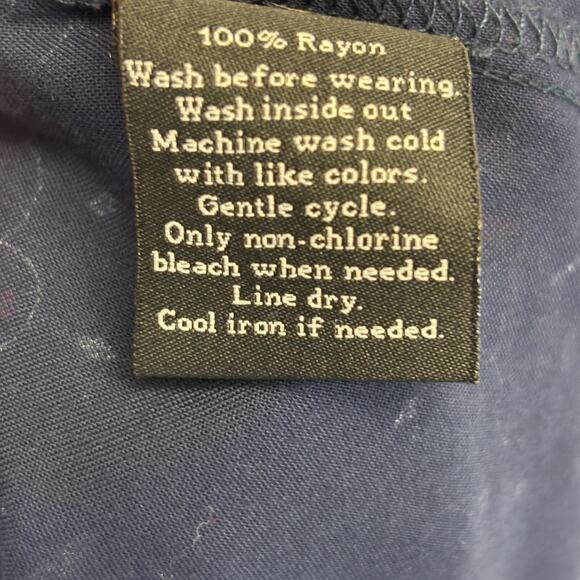 100% Rayon
Wash before wearing.
Wash inside out
Machine wash cold
with like colors.
Gentle cycle.
Only non-chlorine
bleach when needed.
Line dry.
Cool iron if needed.